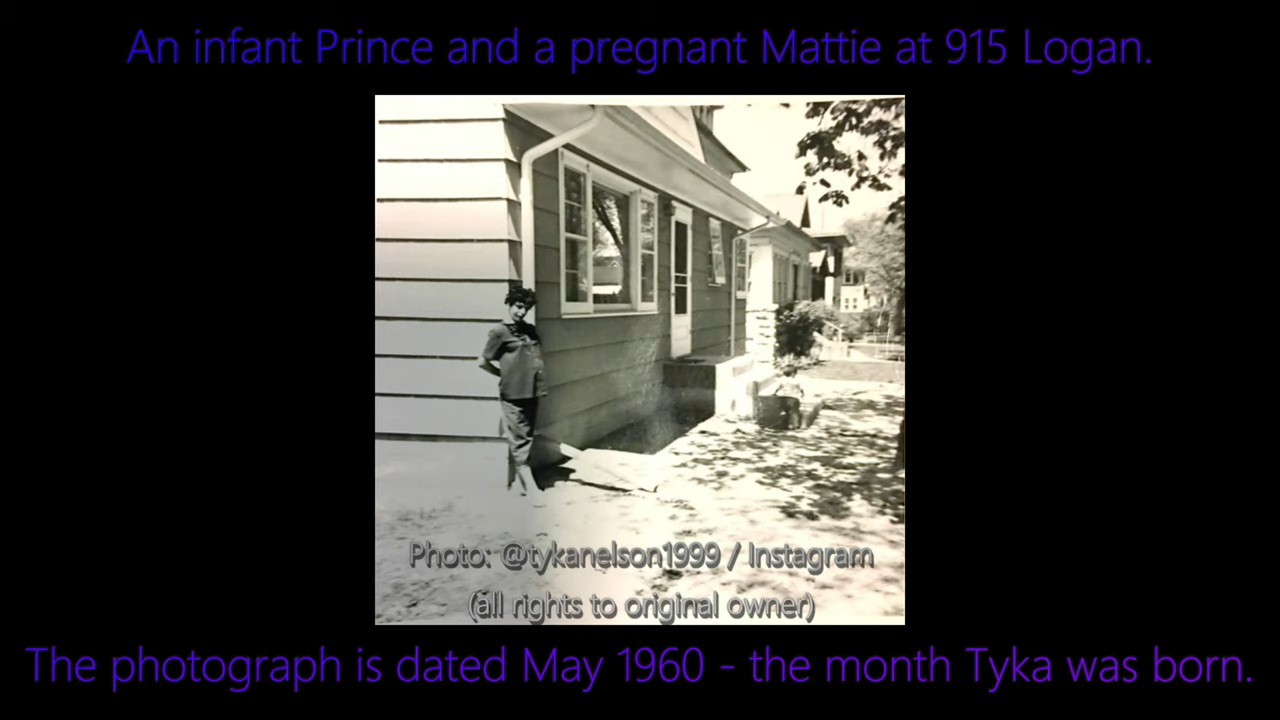 An infant Prince and a pregnant Mattie at 915 Logan.
Photo: @tykanelson1999 / Instagram
(all rights to original owner)
The photograph is dated May 1960 - the month Tyka was born.